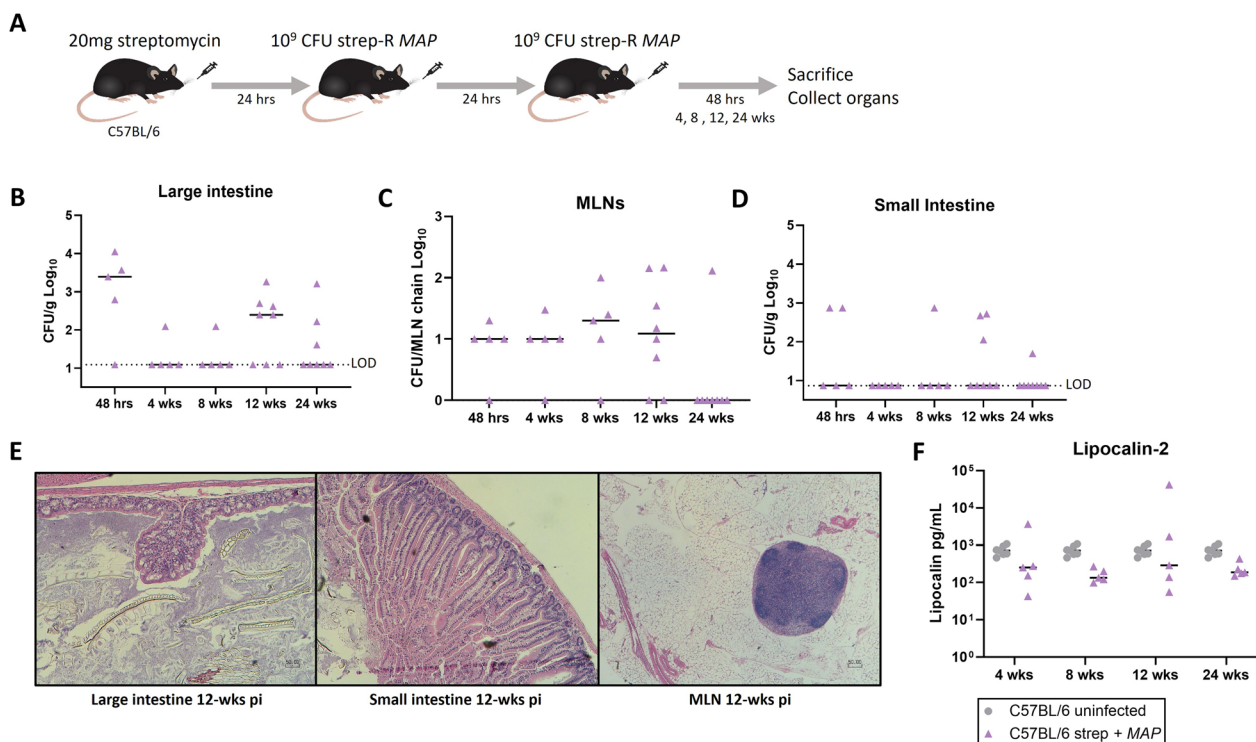 A
20mg streptomycin
10⁹ CFU strep-R MAP
10⁹ CFU strep-R MAP
24 hrs
24 hrs
48 hrs
4, 8 , 12, 24 wks
Sacrifice
Collect organs
C57BL/6
B
Large intestine
CFU/g Log₁₀
5
4
3
2
1
LOD
48 hrs 4 wks 8 wks 12 wks 24 wks
C
MLNs
CFU/MLN chain Log₁₀
3
2
1
0
48 hrs 4 wks 8 wks 12 wks 24 wks
D
Small Intestine
CFU/g Log₁₀
5
4
3
2
1
LOD
48 hrs 4 wks 8 wks 12 wks 24 wks
E
Large intestine 12-wks pi
Small intestine 12-wks pi
MLN 12-wks pi
F
Lipocalin-2
Lipocalin pg/mL
10⁵
10⁴
10³
10²
10¹
10⁰
4 wks 8 wks 12 wks 24 wks
C57BL/6 uninfected
C57BL/6 strep + MAP